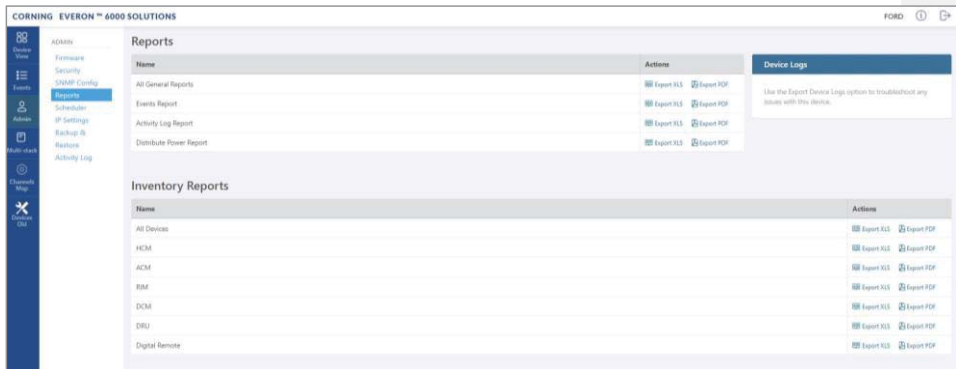 CORNING EVERON ™ 6000 SOLUTIONS
FORD
Device
View
Events
Admin
Multi-stack
Channels
Map
Devices
Old
ADMIN
Firmware
Security
SNMP Config
Reports
Scheduler
IP Settings
Backup &
Restore
Activity Log
Reports
Name Actions
All General Reports Export XLS Export PDF
Events Report Export XLS Export PDF
Activity Log Report Export XLS Export PDF
Distribute Power Report Export XLS Export PDF
Device Logs
Use the Export Device Logs option to troubleshoot any
issues with this device.
Inventory Reports
Name Actions
All Devices Export XLS Export PDF
HCM Export XLS Export PDF
ACM Export XLS Export PDF
RIM Export XLS Export PDF
DCM Export XLS Export PDF
DRU Export XLS Export PDF
Digital Remote Export XLS Export PDF